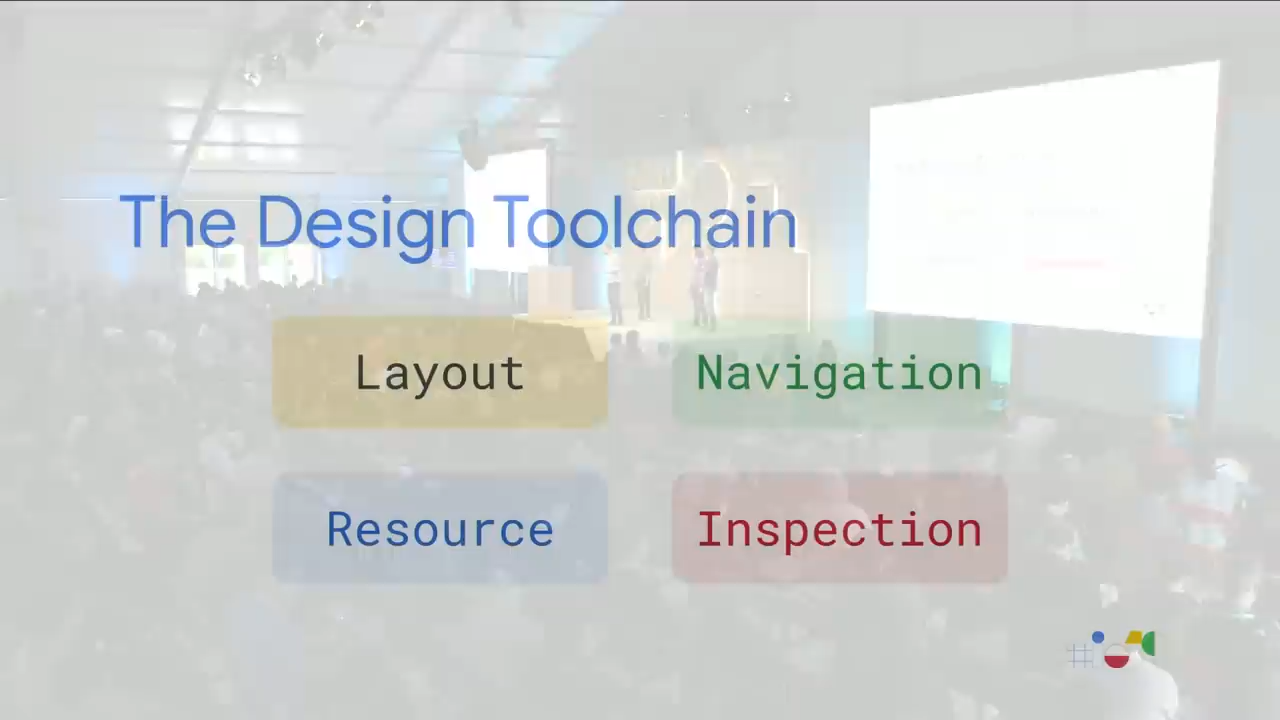 The Design Toolchain
Layout
Navigation
Resource
Inspection